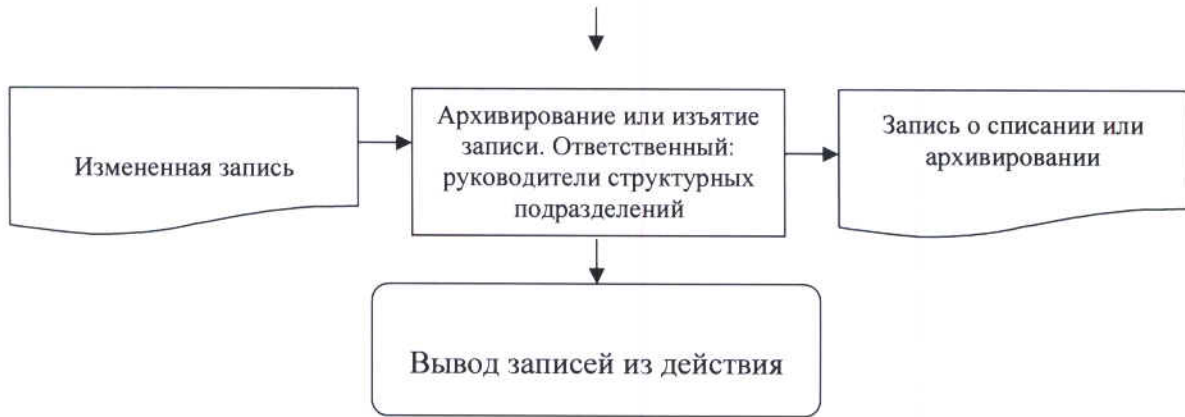 Измененная запись
Архивирование или изъятие
записи. Ответственный:
руководители структурных
подразделений
Запись о списании или
архивировании
Вывод записей из действия